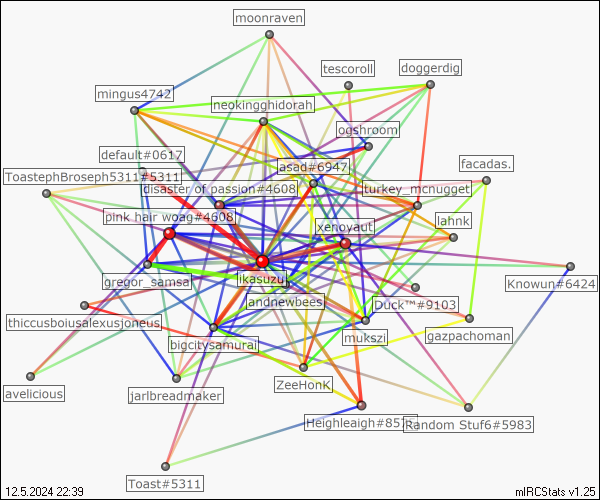 moonraven
tescoroll
doggerdig
mingus4742
neokingghidorah
ogshroom
default#0617
asad#6947
facadas.
ToastephBroseph5311#5311
disaster of passion#4608
turkey_mcnugget
pink hair woag#4608
xenoyaut
lahnk
gregor_samsa
ikasuzu
Knowun#6424
andnewbees
Duck™#9103
thiccusboiusalexusjoneus
bigcitysamurai
mukszi
gazpachoman
avelicious
jarlbreadmaker
ZeeHonK
Heighleaigh#857
Random Stuf6#5983
Toast#5311
12.5.2024 22:39
mIRCStats v1.25